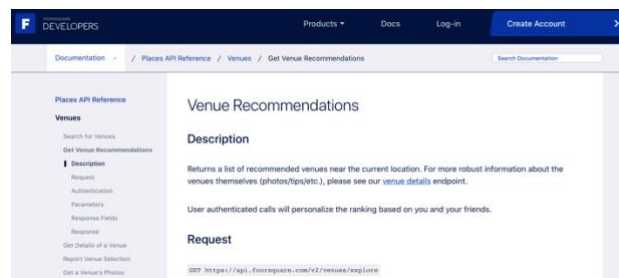 F FOURSQUARE
DEVELOPERS
Products Docs Log-in Create Account
Documentation / Places API Reference / Venues / Get Venue Recommendations
Search Documentation
Places API Reference
Venues
Search for Venues
Get Venue Recommendations
Description
Request
Authentication
Parameters
Response Fields
Response
Get Details of a Venue
Report Venue Selection
Get a Venue's Photos
Venue Recommendations
Description
Returns a list of recommended venues near the current location. For more robust information about the
venues themselves (photos/tips/etc.), please see our venue details endpoint.
User authenticated calls will personalize the ranking based on you and your friends.
Request
GET https://api.foursquare.com/v2/venues/explore